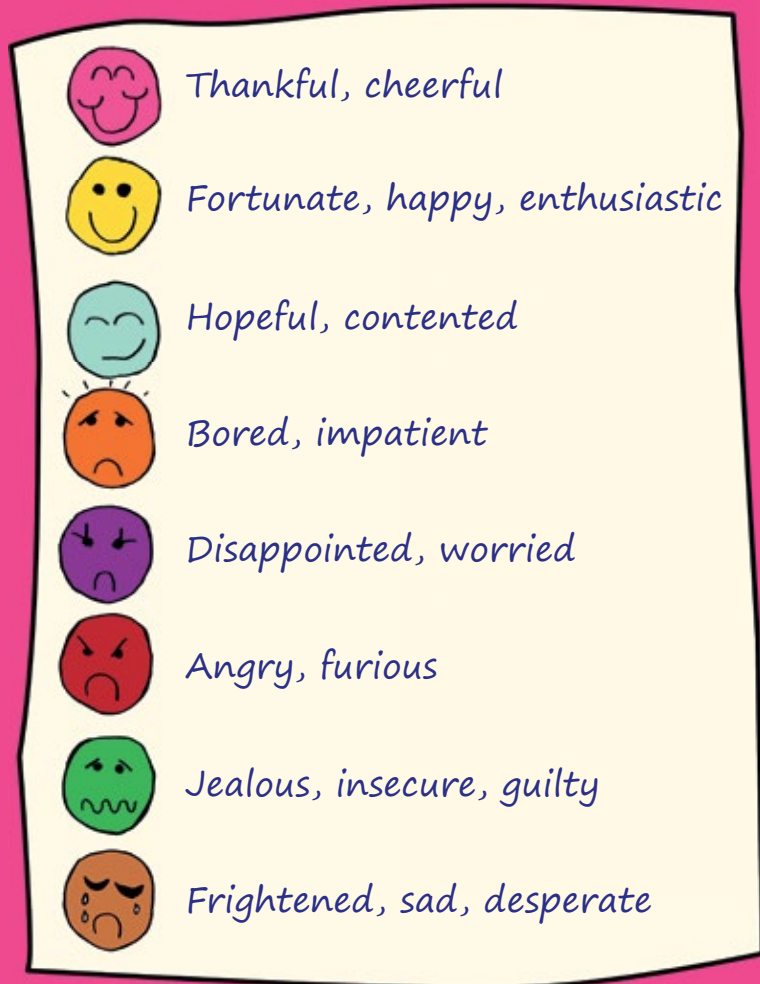 Thankful, cheerful
Fortunate, happy, enthusiastic
Hopeful, contented
Bored, impatient
Disappointed, worried
Angry, furious
Jealous, insecure, guilty
Frightened, sad, desperate